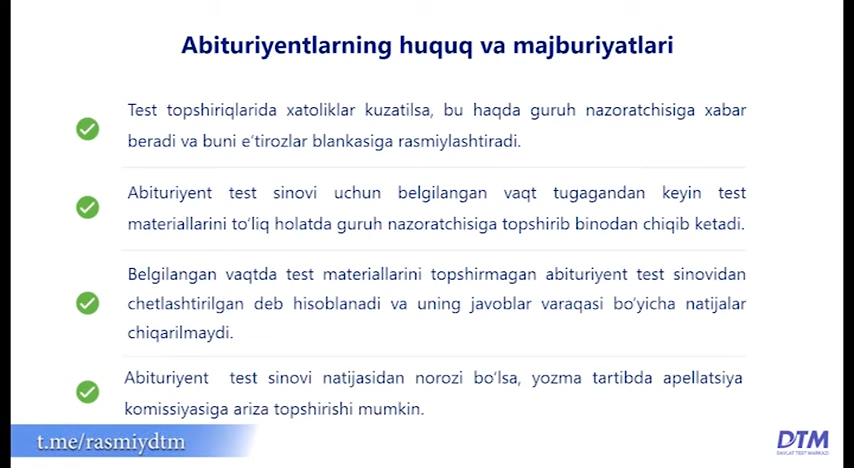 Abituriyentlarning huquq va majburiyatlari
Test topshiriqlarida xatoliklar kuzatilsa, bu haqda guruh nazoratchisiga xabar
beradi va buni e‘tirozlar blankasiga rasmiylashtiradi.
Abituriyent test sinovi uchun belgilangan vaqt tugagandan keyin test
materiallarini to‘liq holatda guruh nazoratchisiga topshirib binodan chiqib ketadi.
Belgilangan vaqtda test materiallarini topshirmagan abituriyent test sinovidan
chetlashtirilgan deb hisoblanadi va uning javoblar varaqasi bo‘yicha natijalar
chiqarilmaydi.
Abituriyent test sinovi natijasidan norozi bo‘lsa, yozma tartibda apellatsiya
komissiyasiga ariza topshirishi mumkin.
t.me/rasmiydtm
DTM
DAVLAT TEST MARKAZI